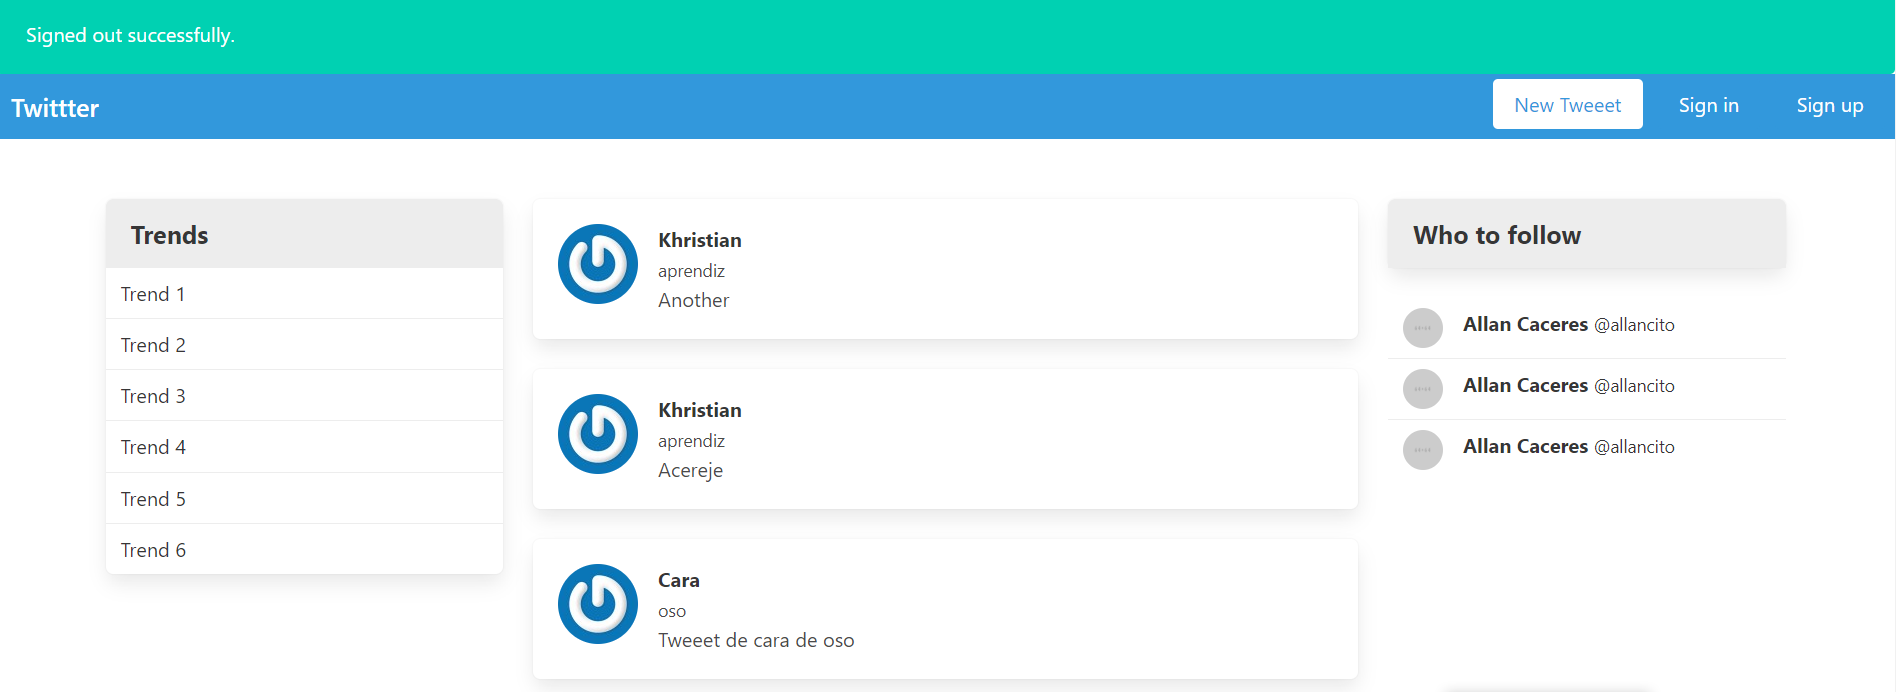 Signed out successfully.
Twittter
New Tweeet
Sign in
Sign up
Trends
Trend 1
Trend 2
Trend 3
Trend 4
Trend 5
Trend 6
Khristian
aprendiz
Another
Khristian
aprendiz
Acereje
Cara
oso
Tweeet de cara de oso
Who to follow
Allan Caceres @allancito
Allan Caceres @allancito
Allan Caceres @allancito